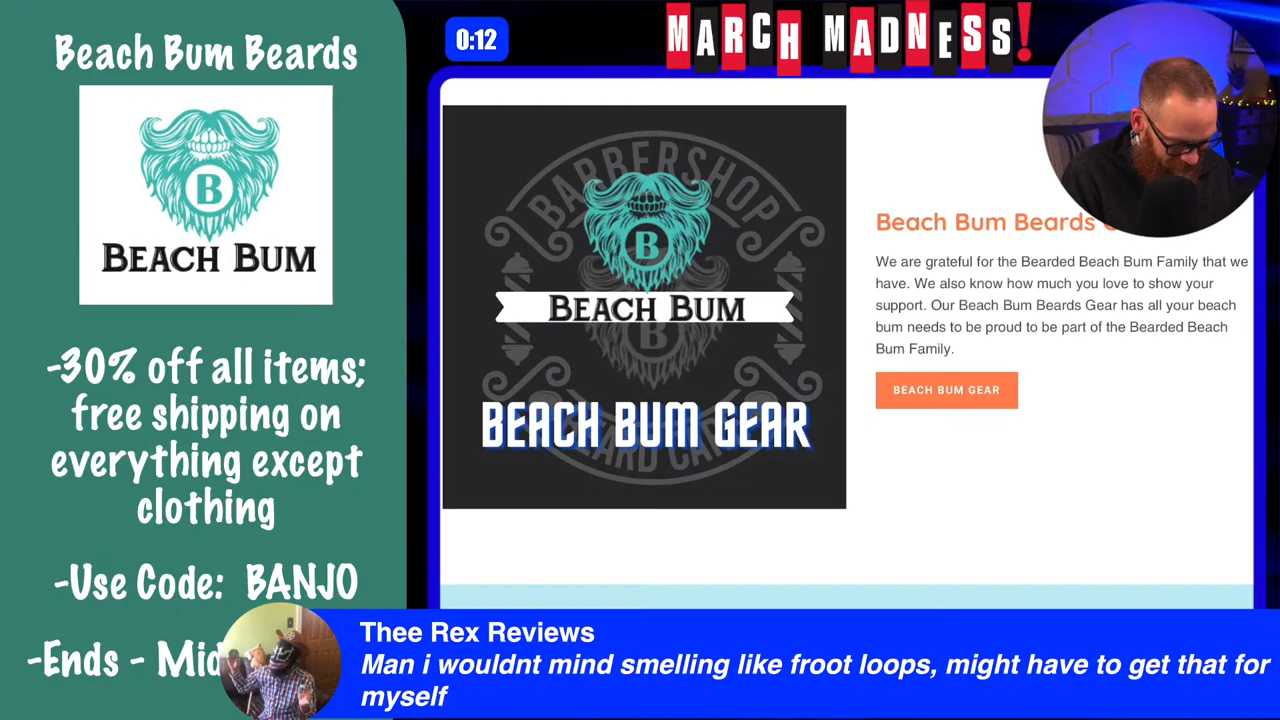 Beach Bum Beards
B
BEACH BUM
-30% off all items;
free shipping on
everything except
clothing
-Use Code: BANJO
-Ends -
0:12
MARCH MADNESS!
BARBERSHOP
B
BEACH BUM
B
BEACH BUM GEAR
BEARD CARE
Beach Bum Beards
We are grateful for the Bearded Beach Bum Family that we
have. We also know how much you love to show your
support. Our Beach Bum Beards Gear has all your beach
bum needs to be proud to be part of the Bearded Beach
Bum Family.
BEACH BUM GEAR
Thee Rex Reviews
Man i wouldnt mind smelling like froot loops, might have to get that for
myself